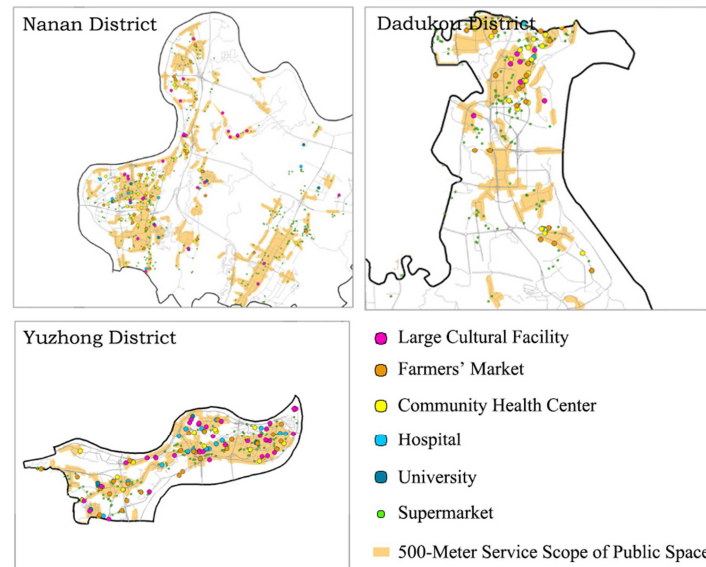 Nanan District
Dadukou District
Yuzhong District
Large Cultural Facility
Farmers' Market
Community Health Center
Hospital
University
Supermarket
500-Meter Service Scope of Public Space